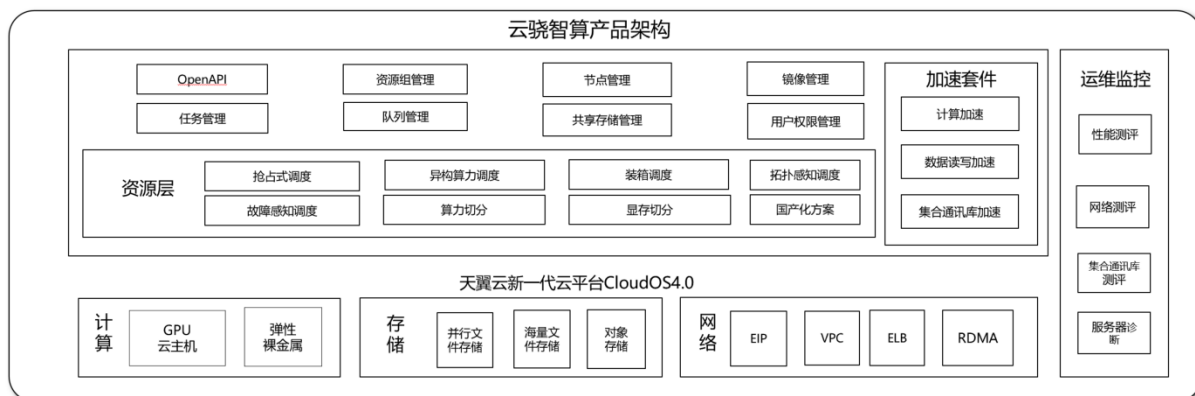 云骁智算产品架构
OpenAPI
资源组管理
节点管理
镜像管理
任务管理
队列管理
共享存储管理
用户权限管理
资源层
抢占式调度
异构算力调度
装箱调度
拓扑感知调度
故障感知调度
算力切分
显存切分
国产化方案
加速套件
计算加速
数据读写加速
集合通讯库加速
运维监控
性能测评
网络测评
集合通讯库
测评
服务器诊
断
天翼云新一代云平台CloudOS4.0
计
算
GPU
云主机
弹性
裸金属
存
储
并行文
件存储
海量文
件存储
对象
存储
网
络
EIP
VPC
ELB
RDMA